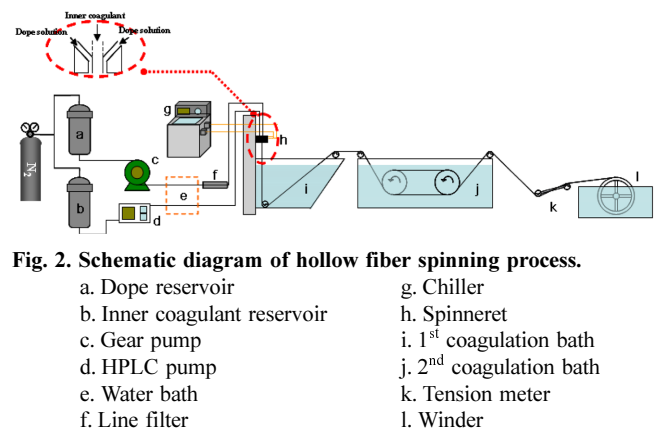 Inner coagulant
Dope solution
Dope solution
N2
a
b
c
d
e
f
g
h
i
j
k
l
Fig. 2. Schematic diagram of hollow fiber spinning process.
a. Dope reservoir
b. Inner coagulant reservoir
c. Gear pump
d. HPLC pump
e. Water bath
f. Line filter
g. Chiller
h. Spinneret
i. 1st coagulation bath
j. 2nd coagulation bath
k. Tension meter
l. Winder